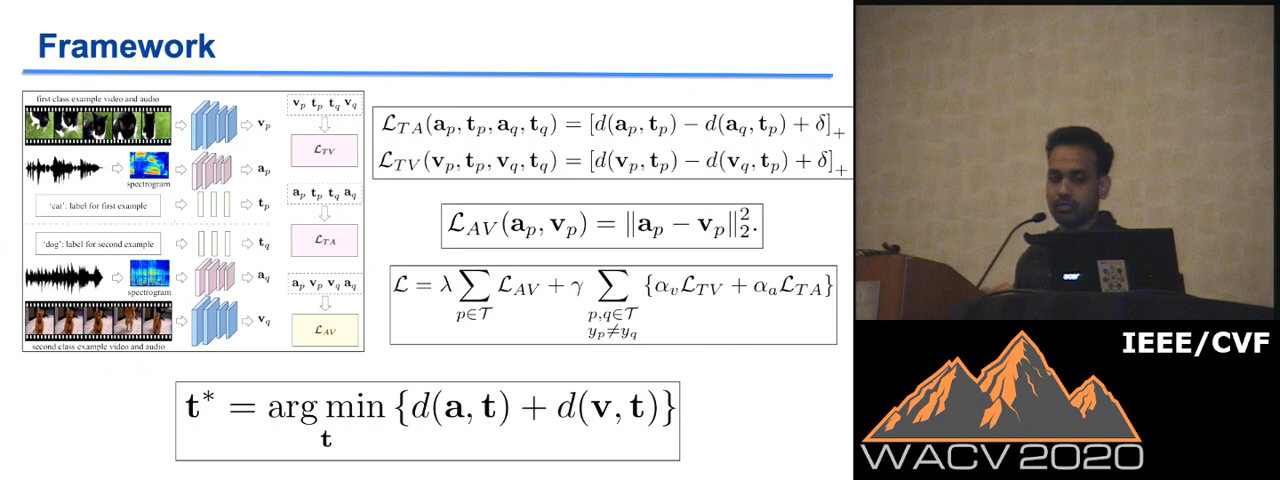 Framework
first class example video and audio
v_p
spectrogram
a_p
'cat': label for first example
t_p
'dog': label for second example
t_q
a_q
spectrogram
v_q
second class example video and audio
v_p t_p t_q v_q
ℒ_TV
a_p t_p t_q a_q
ℒ_TA
a_p v_p v_q a_q
ℒ_AV
ℒ_TA(a_p, t_p, a_q, t_q) = [d(a_p, t_p) − d(a_q, t_p) + δ]_+
ℒ_TV(v_p, t_p, v_q, t_q) = [d(v_p, t_p) − d(v_q, t_p) + δ]_+
ℒ_AV(a_p, v_p) = ‖a_p − v_p‖₂².
ℒ = λ ∑_{p∈𝒯} ℒ_AV + γ ∑_{p,q∈𝒯, y_p≠y_q} {α_v ℒ_TV + α_a ℒ_TA}
t* = arg min_t {d(a, t) + d(v, t)}
acer
IEEE/CVF
WACV 2020